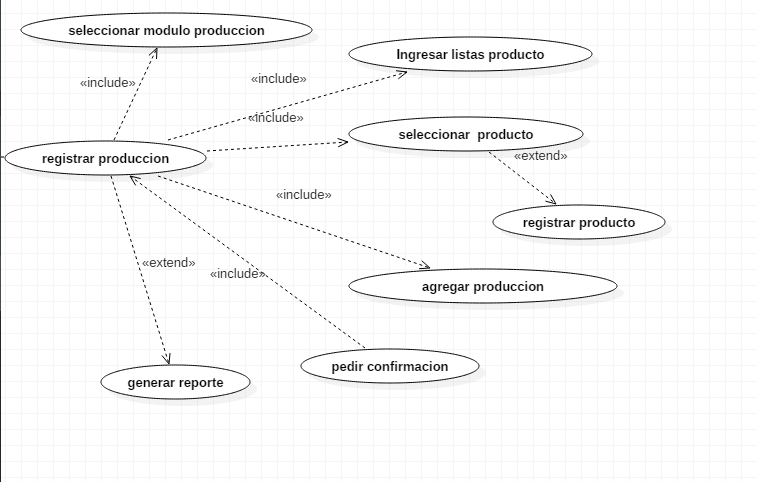 seleccionar modulo produccion
Ingresar listas producto
«include»
«include»
«include»
seleccionar producto
registrar produccion
«extend»
«include»
registrar producto
«extend»
«include»
agregar produccion
pedir confirmacion
generar reporte